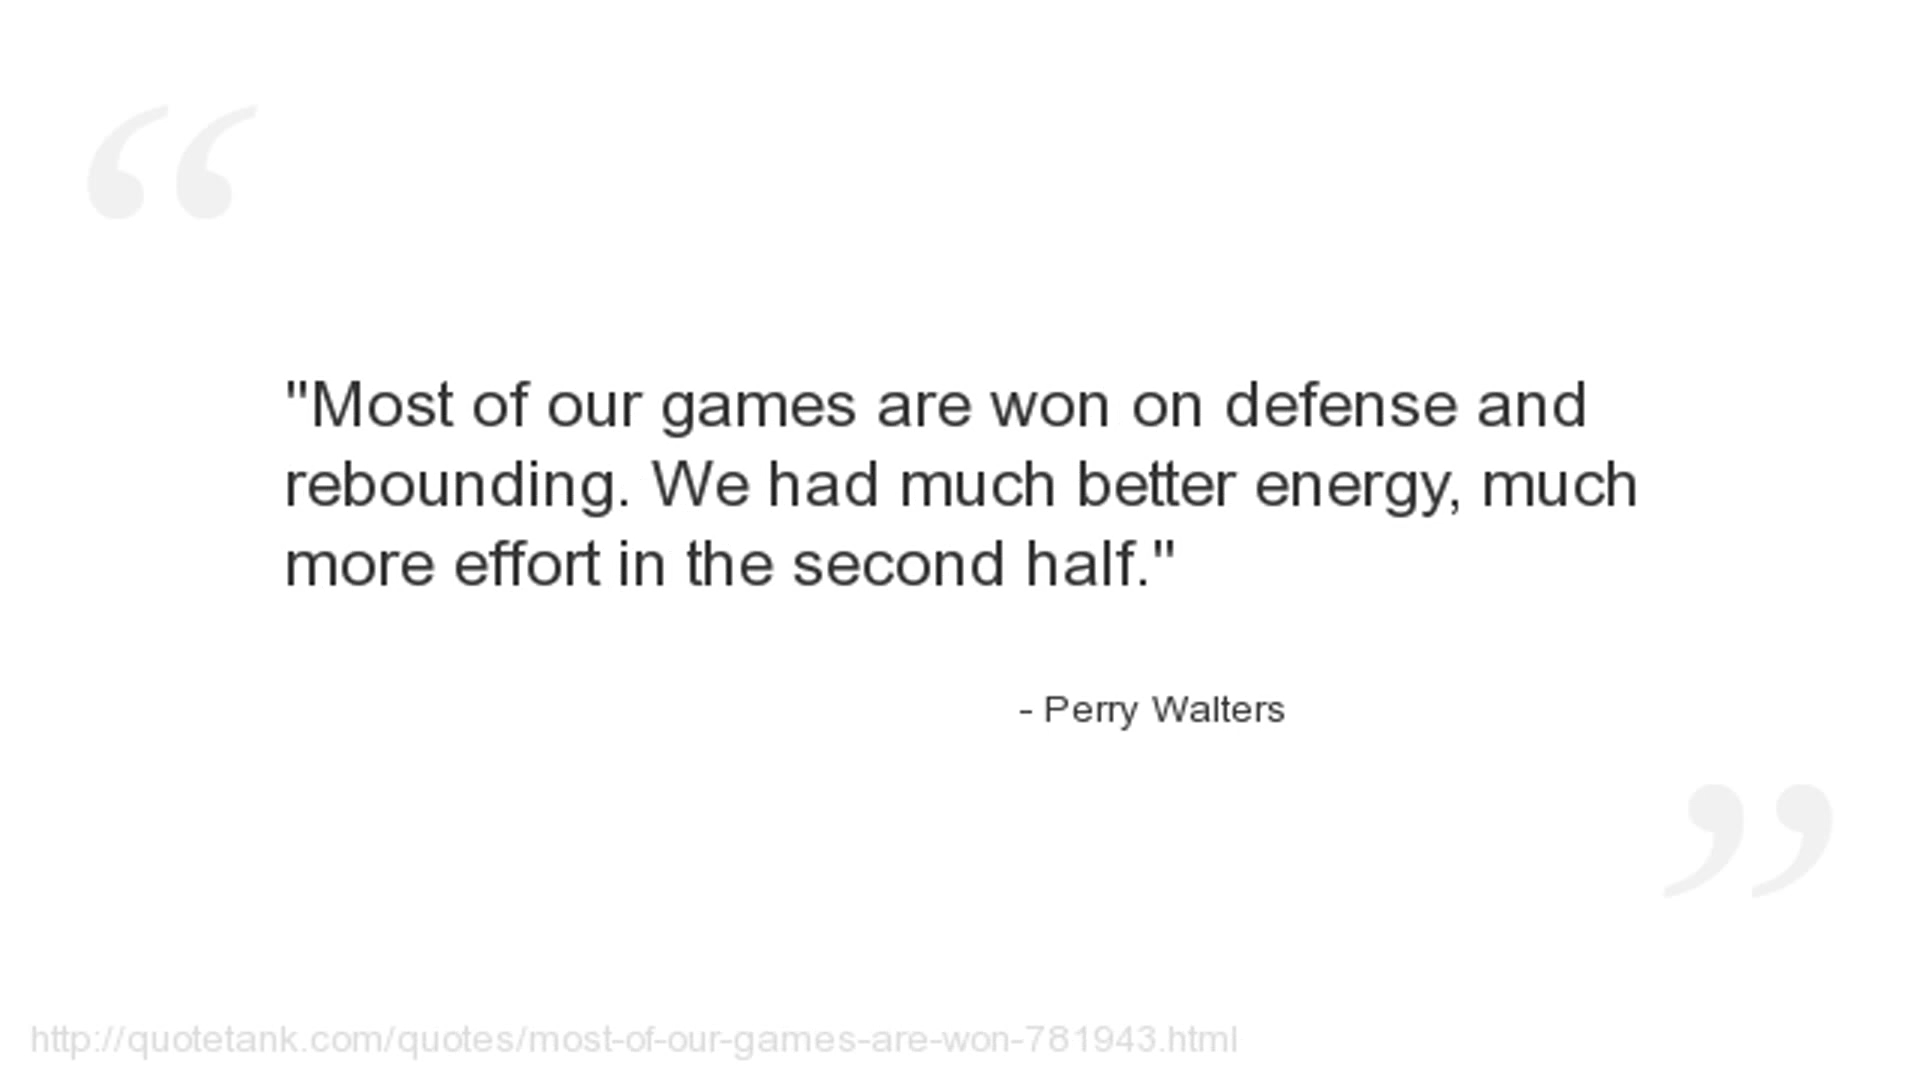 "Most of our games are won on defense and
rebounding. We had much better energy, much
more effort in the second half."
- Perry Walters
http://quotetank.com/quotes/most-of-our-games-are-won-781943.html